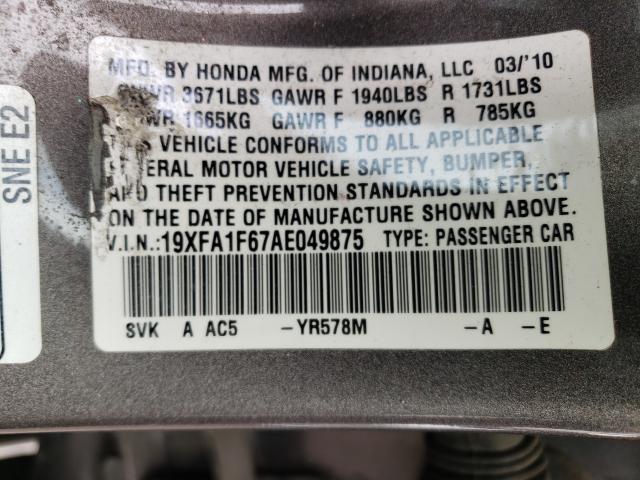 SNE E2
MFD. BY HONDA MFG. OF INDIANA, LLC 03/'10
3671LBS GAWR F 1940LBS R 1731LBS
1665KG GAWR F 880KG R 785KG
VEHICLE CONFORMS TO ALL APPLICABLE
MOTOR VEHICLE SAFETY, BUMPER,
AND THEFT PREVENTION STANDARDS IN EFFECT
ON THE DATE OF MANUFACTURE SHOWN ABOVE.
V.I.N.:19XFA1F67AE049875 TYPE: PASSENGER CAR
SVK A AC5 -YR578M -A -E